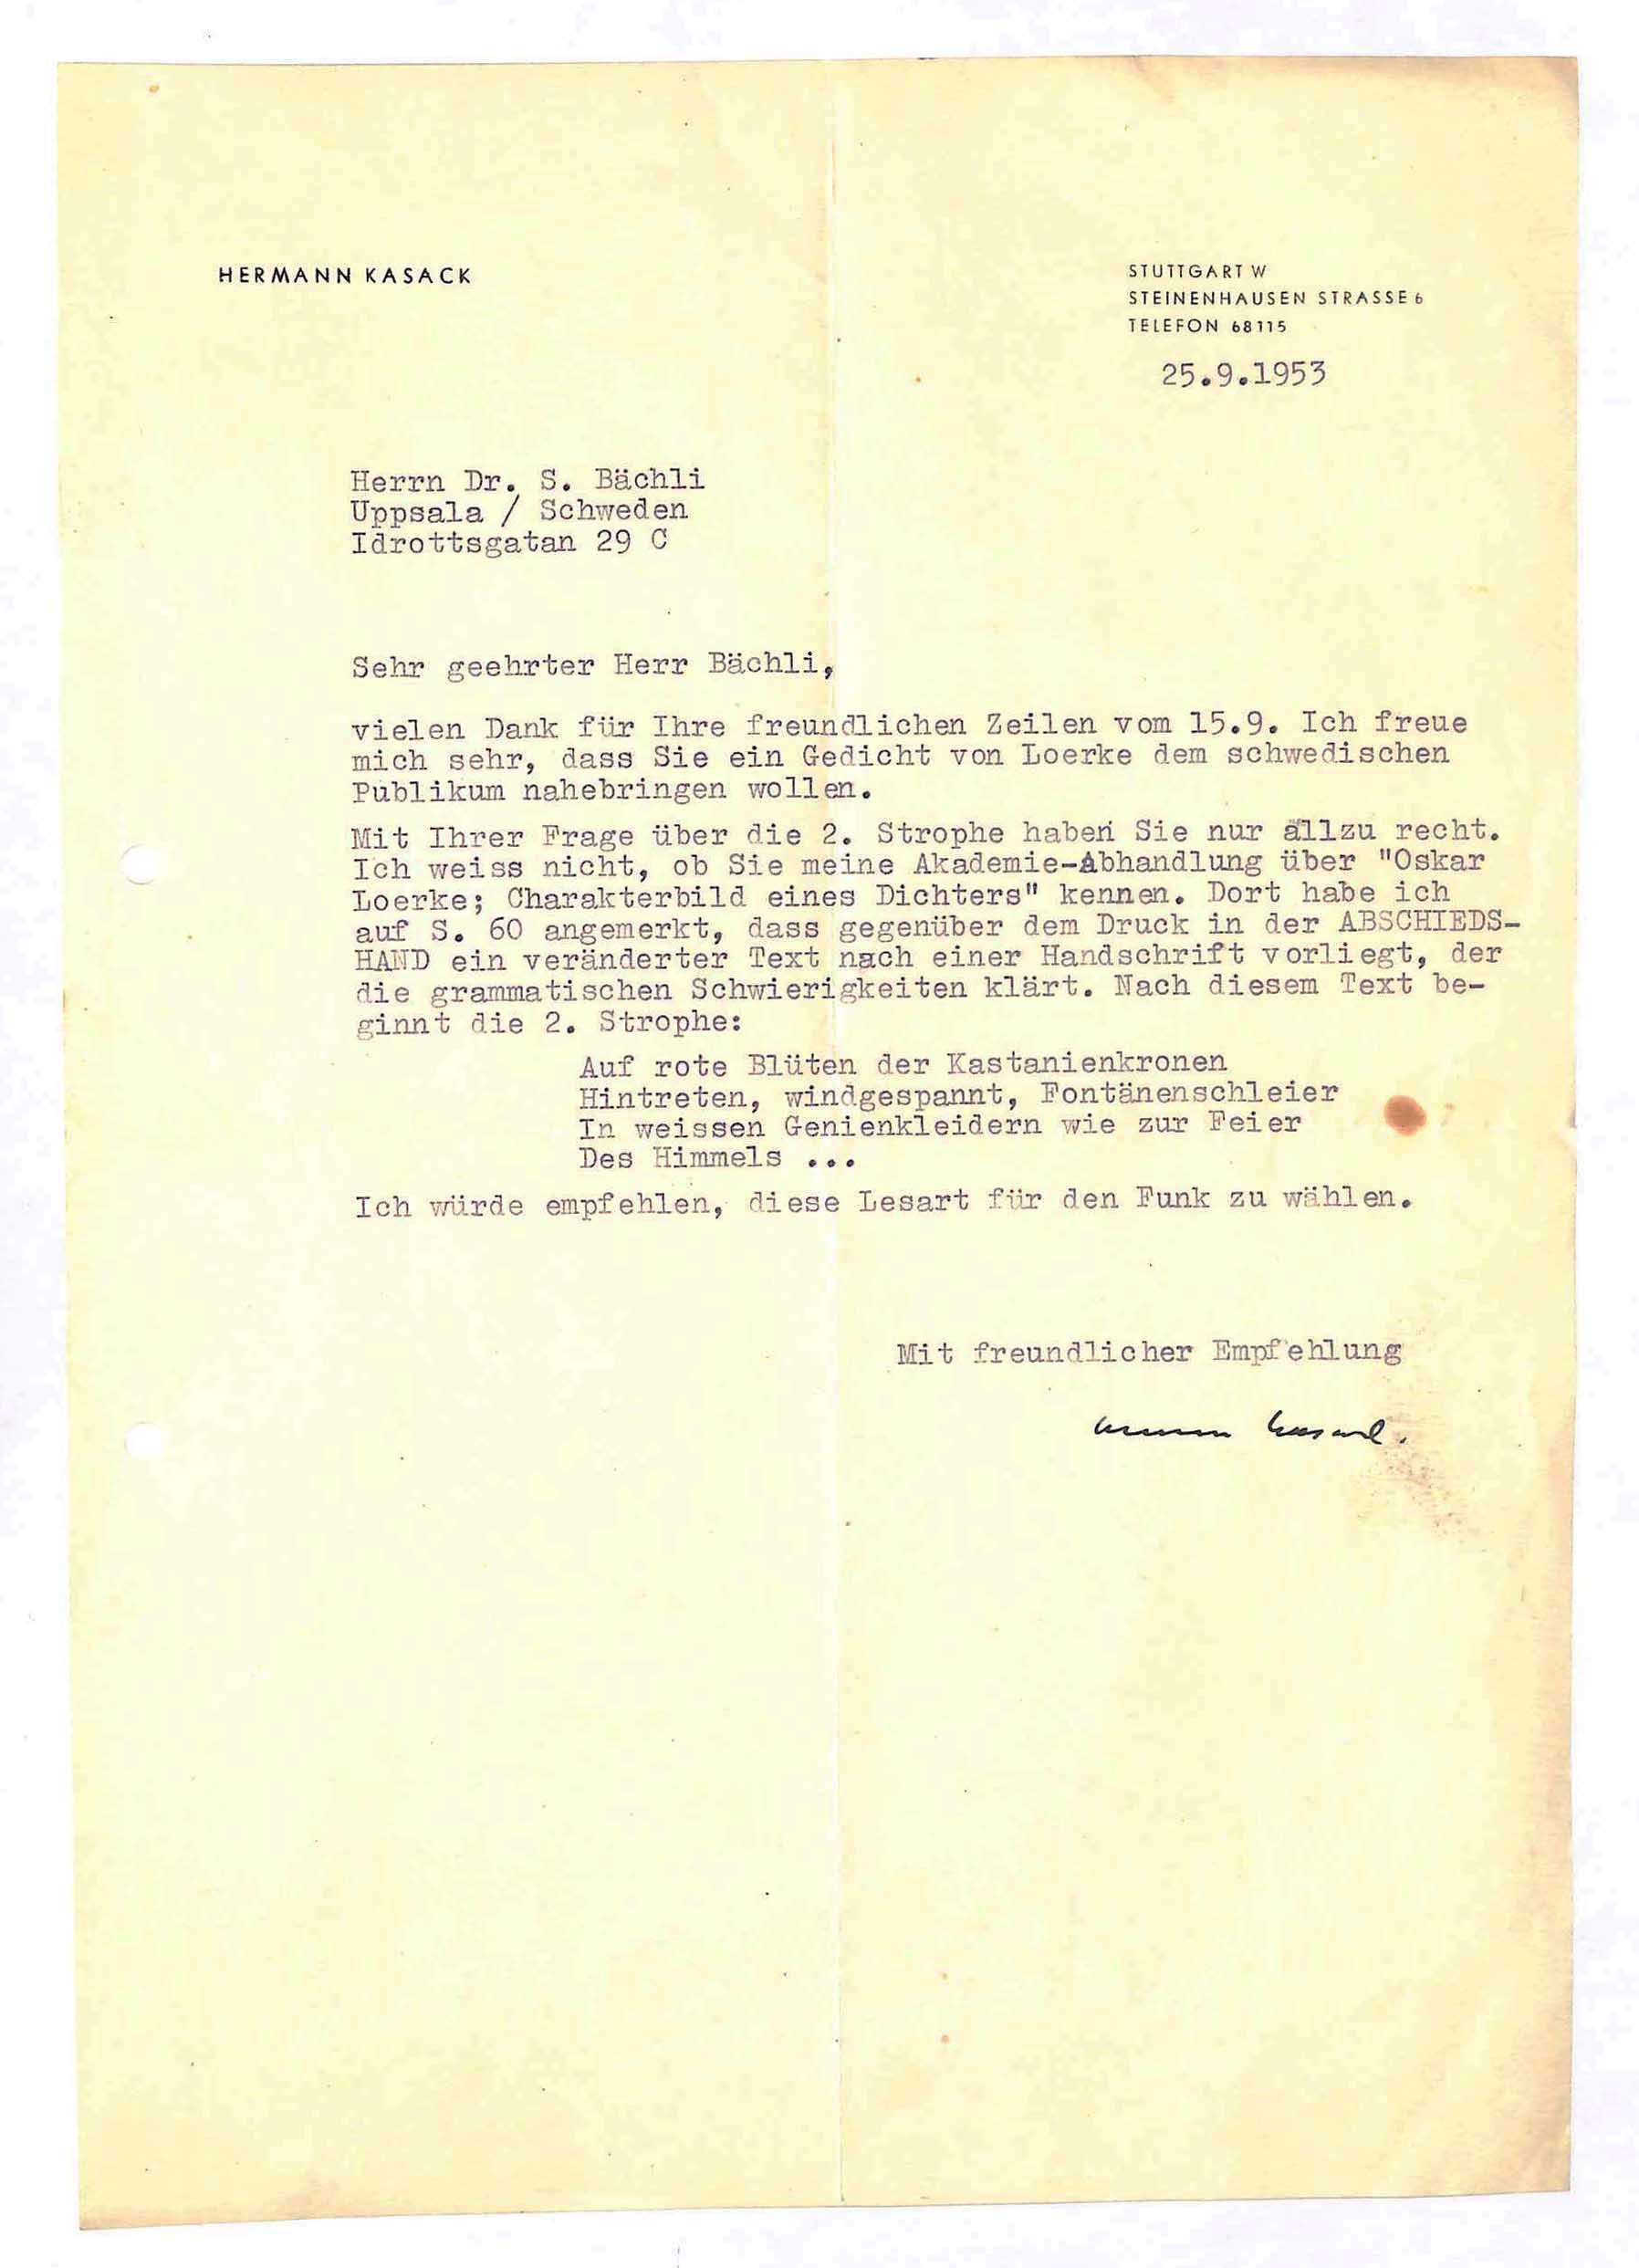 HERMANN KASACK
STUTTGART W
STEINENHAUSEN STRASSE 6
TELEFON 68115
25.9.1953
Herrn Dr. S. Bächli
Uppsala / Schweden
Idrottsgatan 29 C
Sehr geehrter Herr Bächli,
vielen Dank für Ihre freundlichen Zeilen vom 15.9. Ich freue
mich sehr, dass Sie ein Gedicht von Loerke dem schwedischen
Publikum nahebringen wollen.
Mit Ihrer Frage über die 2. Strophe haben Sie nur allzu recht.
Ich weiss nicht, ob Sie meine Akademie-Abhandlung über "Oskar
Loerke; Charakterbild eines Dichters" kennen. Dort habe ich
auf S. 60 angemerkt, dass gegenüber dem Druck in der ABSCHIEDS-
HAND ein veränderter Text nach einer Handschrift vorliegt, der
die grammatischen Schwierigkeiten klärt. Nach diesem Text be-
ginnt die 2. Strophe:
Auf rote Blüten der Kastanienkronen
Hintreten, windgespannt, Fontänenschleier
In weissen Genienkleidern wie zur Feier
Des Himmels ...
Ich würde empfehlen, diese Lesart für den Funk zu wählen.
Mit freundlicher Empfehlung
Hermann Kasack.